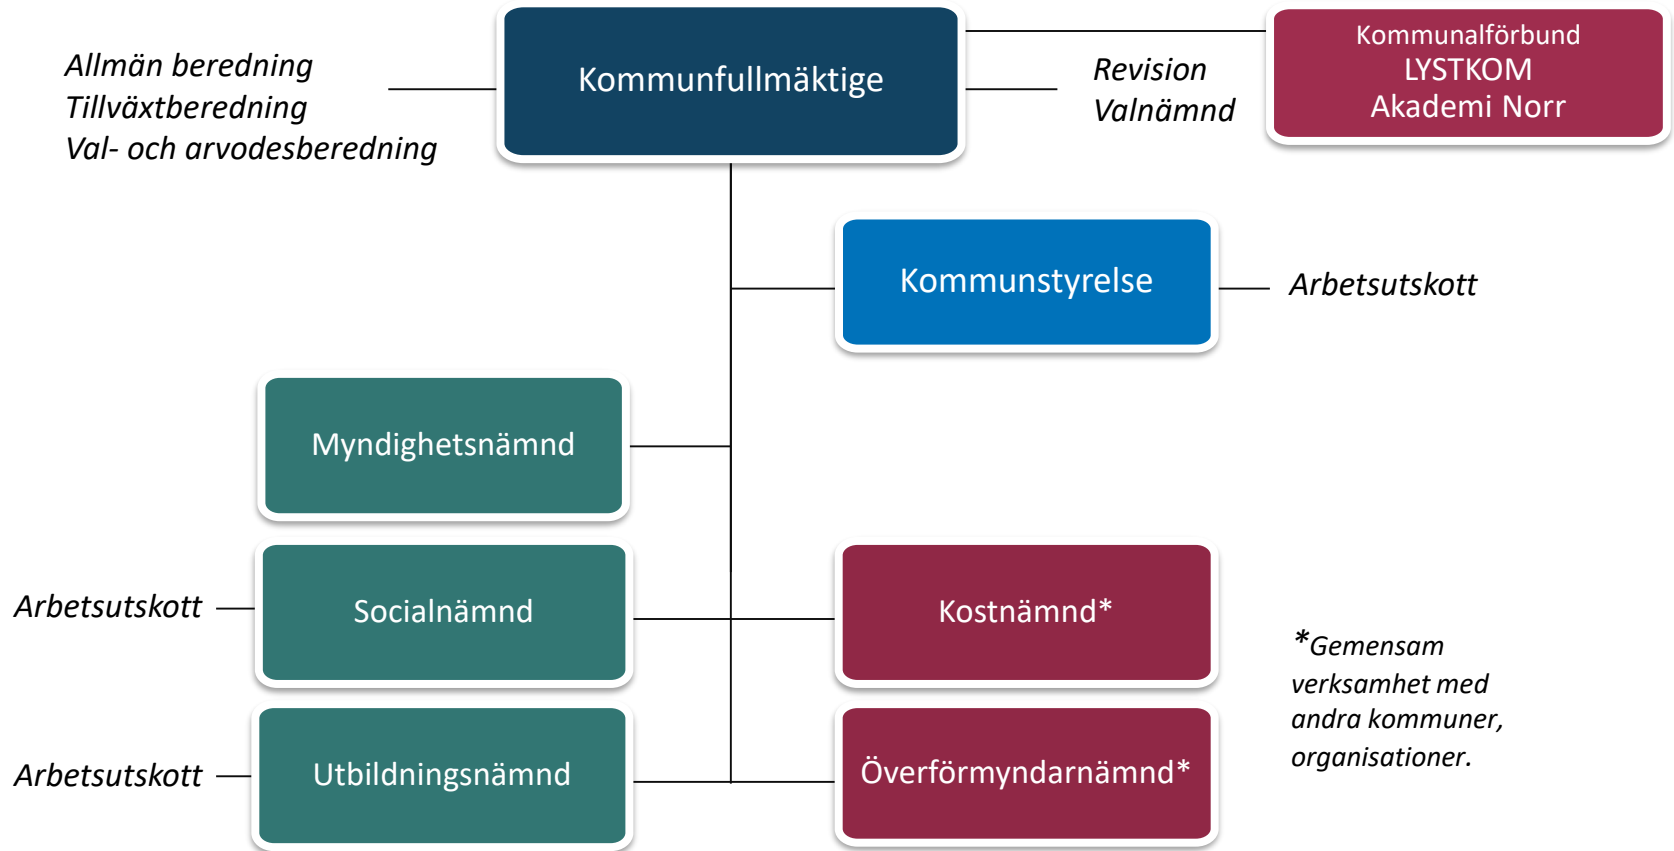 Allmän beredning
Tillväxtberedning
Val- och arvodesberedning
Kommunfullmäktige
Revision
Valnämnd
Kommunalförbund
LYSTKOM
Akademi Norr
Kommunstyrelse
Arbetsutskott
Myndighetsnämnd
Arbetsutskott
Socialnämnd
Kostnämnd*
*Gemensam
verksamhet med
andra kommuner,
organisationer.
Arbetsutskott
Utbildningsnämnd
Överförmyndarnämnd*